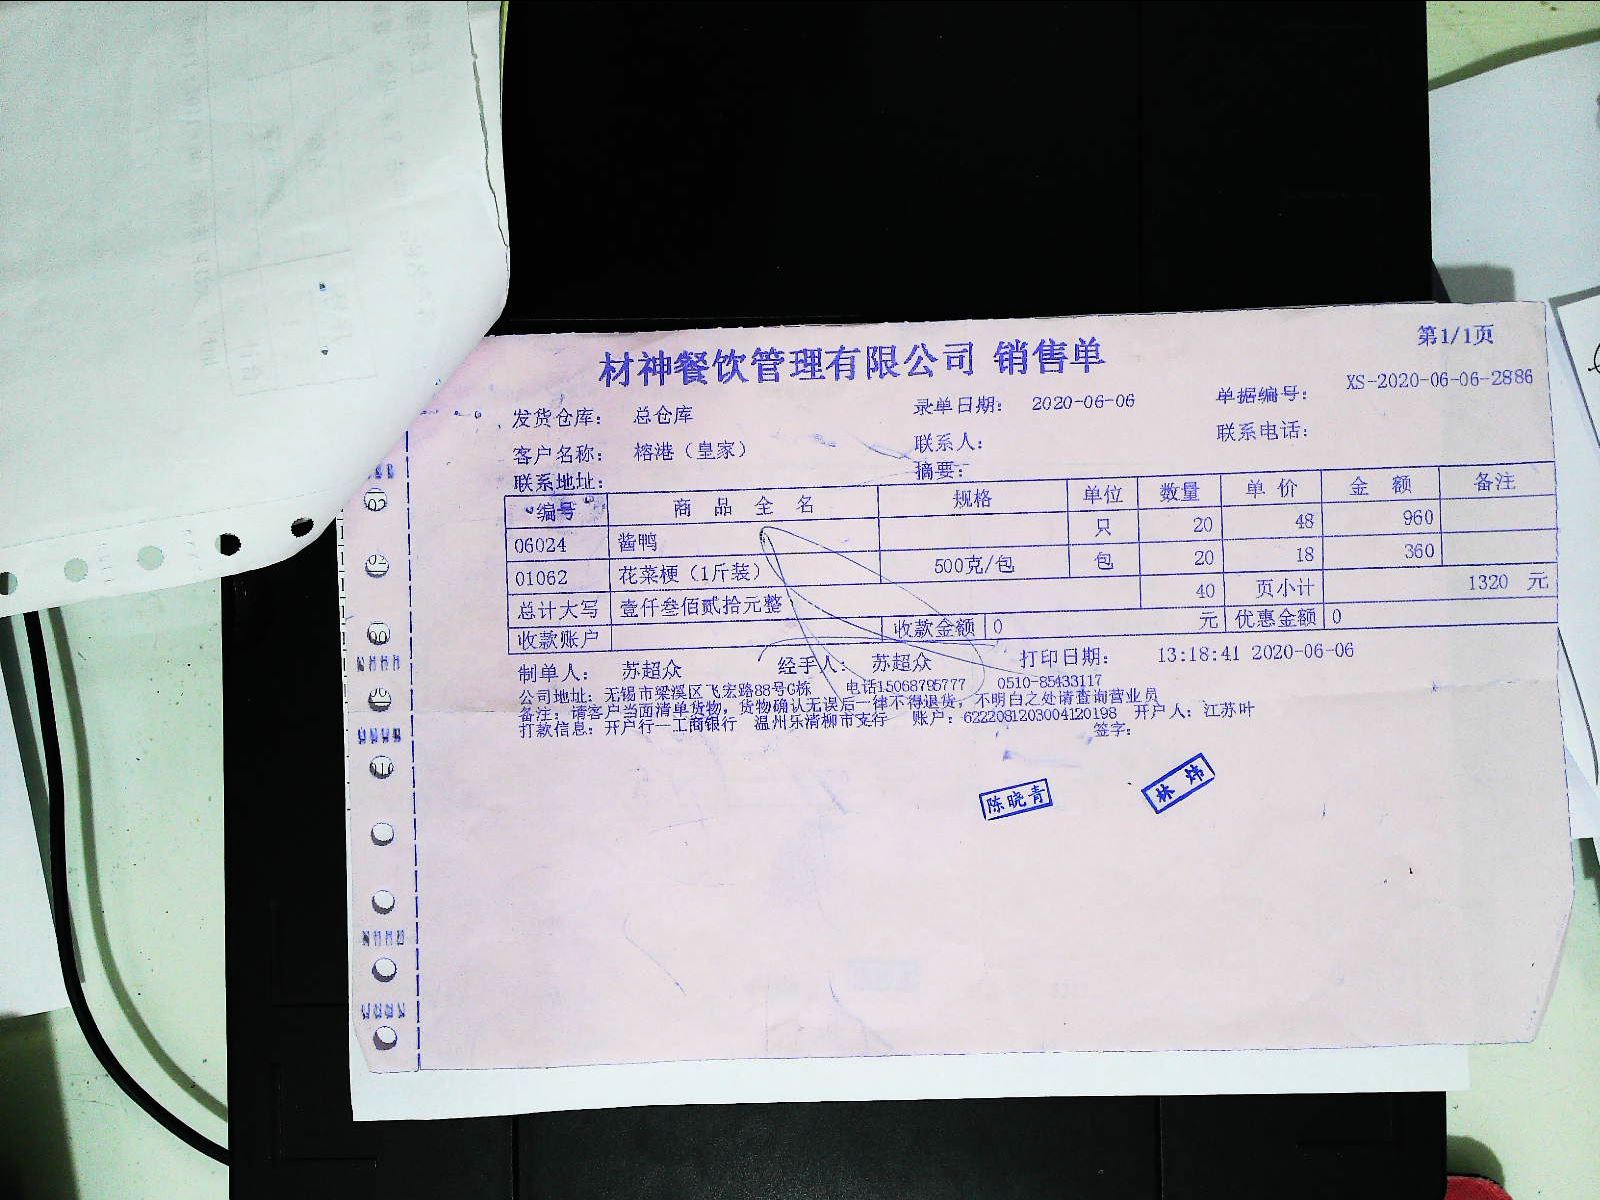 第1/1页
材神餐饮管理有限公司 销售单
发货仓库： 总仓库 录单日期： 2020-06-06 单据编号： XS-2020-06-06-2886
客户名称： 榕港（皇家） 联系人： 联系电话：
联系地址： 摘要：
编号 商品全名 规格 单位 数量 单价 金额 备注
06024 酱鸭 只 20 48 960
01062 花菜梗（1斤装） 500克/包 包 20 18 360
总计大写 壹仟叁佰贰拾元整 40 页小计 1320 元
收款账户 收款金额 0 元 优惠金额 0
制单人： 苏超众 经手人： 苏超众 打印日期： 13:18:41 2020-06-06
公司地址：无锡市梁溪区飞宏路88号G栋 电话15068795777 0510-85433117
备注：请客户当面清单货物，货物确认无误后一律不得退货，不明白之处请查询营业员
打款信息：开户行—工商银行 温州乐清柳市支行 账户：6222081203004120198 开户人：江苏叶
签字：
陈晓青
林炜